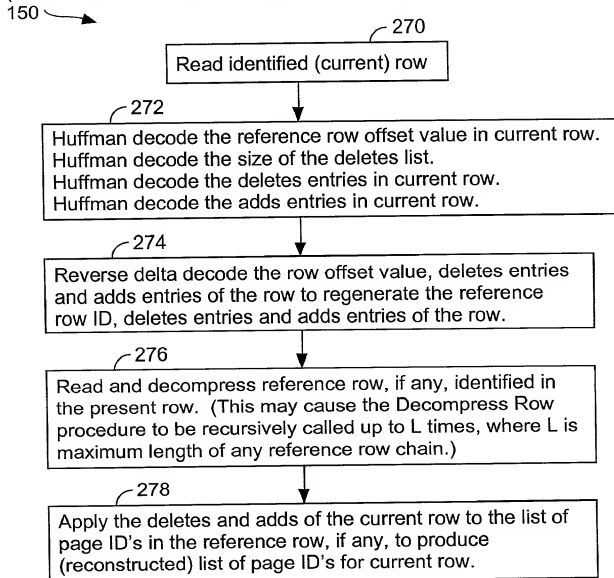 150
270
Read identified (current) row
272
Huffman decode the reference row offset value in current row.
Huffman decode the size of the deletes list.
Huffman decode the deletes entries in current row.
Huffman decode the adds entries in current row.
274
Reverse delta decode the row offset value, deletes entries
and adds entries of the row to regenerate the reference
row ID, deletes entries and adds entries of the row.
276
Read and decompress reference row, if any, identified in
the present row. (This may cause the Decompress Row
procedure to be recursively called up to L times, where L is
maximum length of any reference row chain.)
278
Apply the deletes and adds of the current row to the list of
page ID's in the reference row, if any, to produce
(reconstructed) list of page ID's for current row.